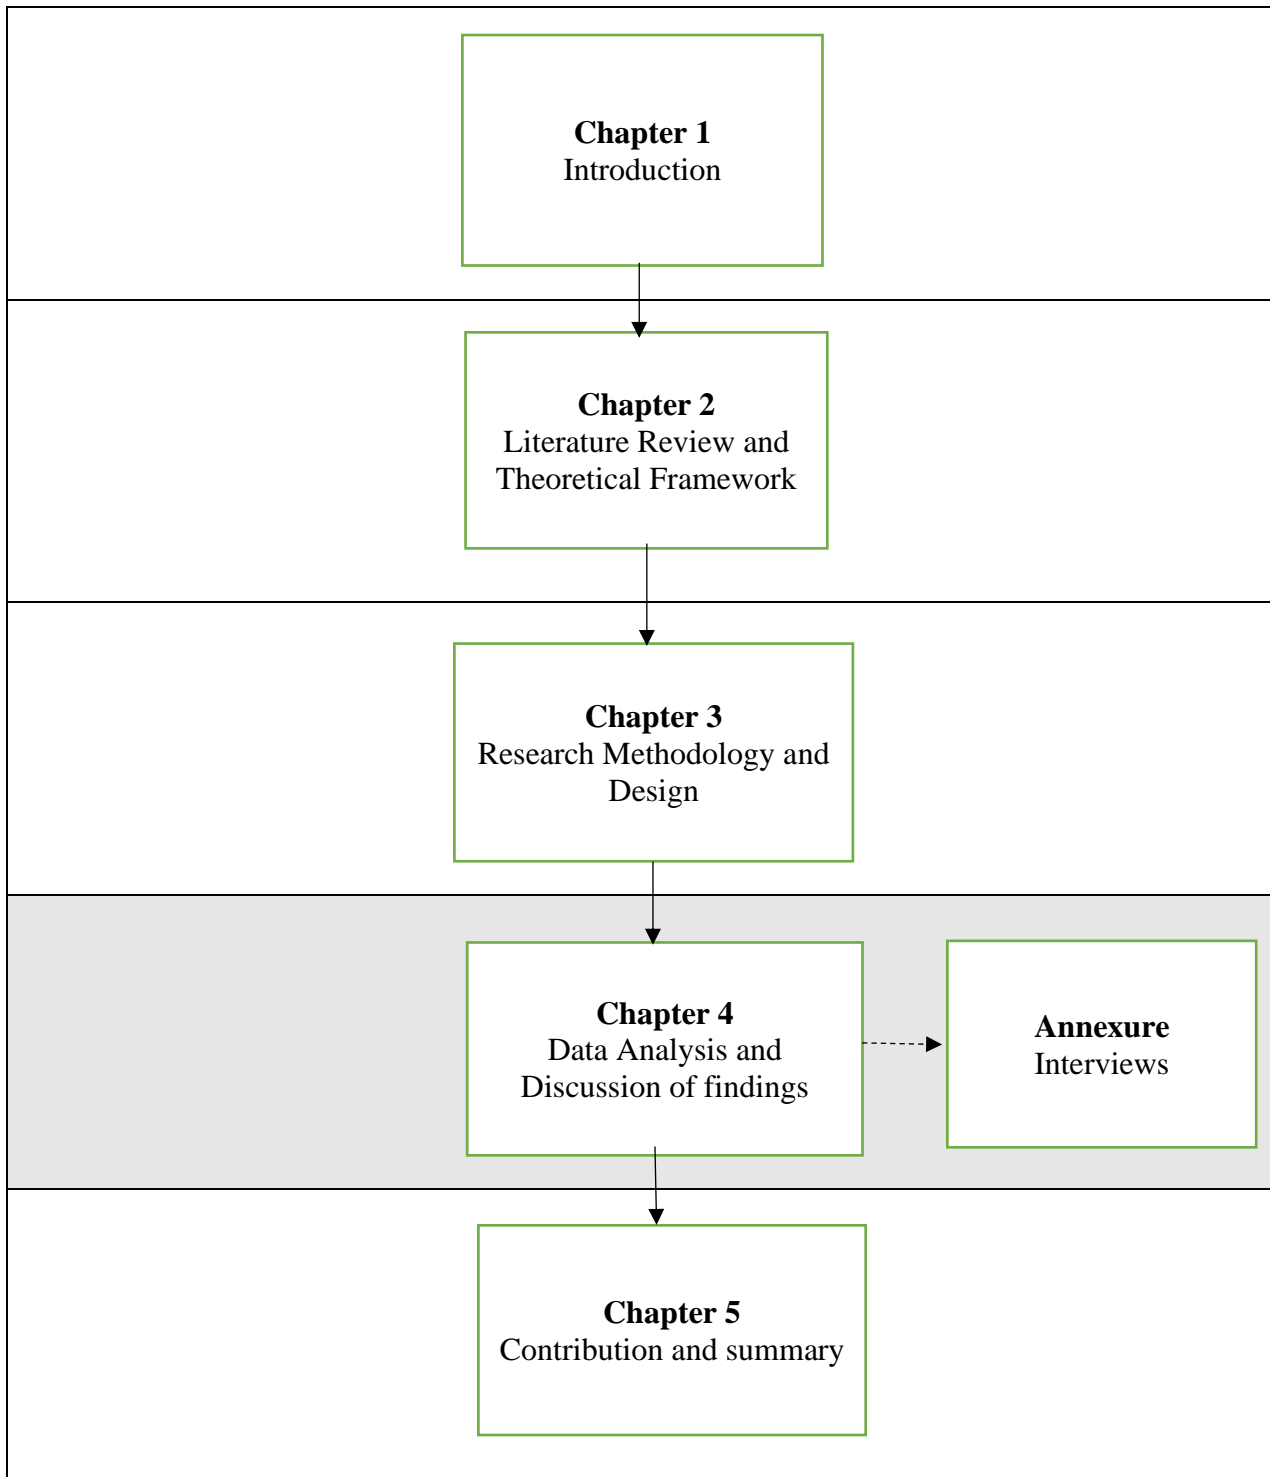 Chapter 1
Introduction
Chapter 2
Literature Review and
Theoretical Framework
Chapter 3
Research Methodology and
Design
Chapter 4
Data Analysis and
Discussion of findings
Annexure
Interviews
Chapter 5
Contribution and summary